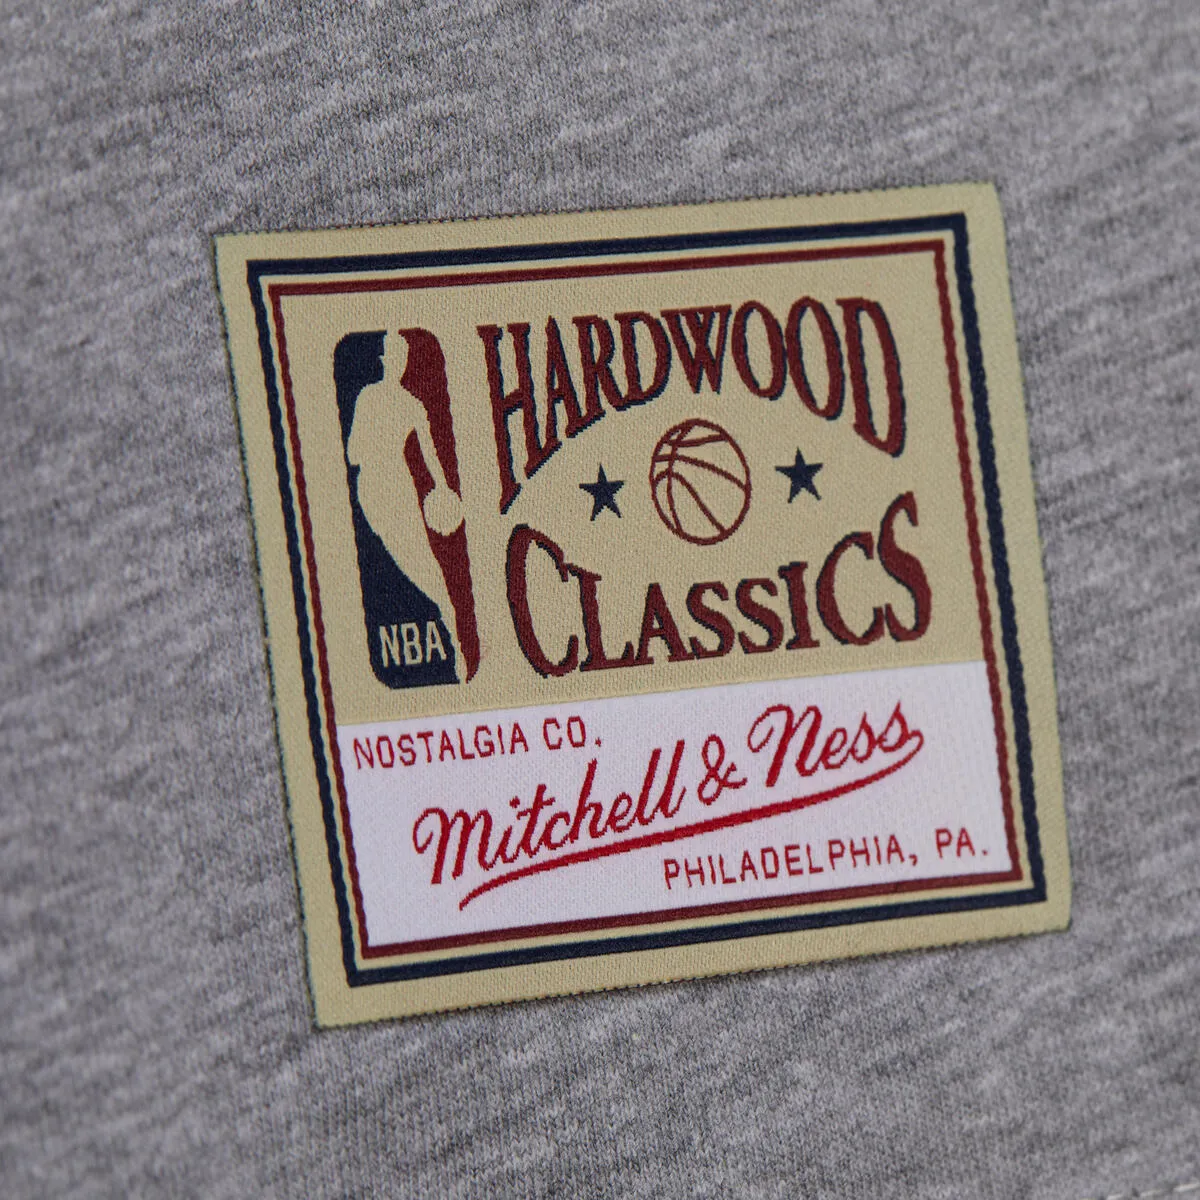 HARDWOOD
CLASSICS
NBA
NOSTALGIA CO.
Mitchell & Ness
PHILADELPHIA, PA.